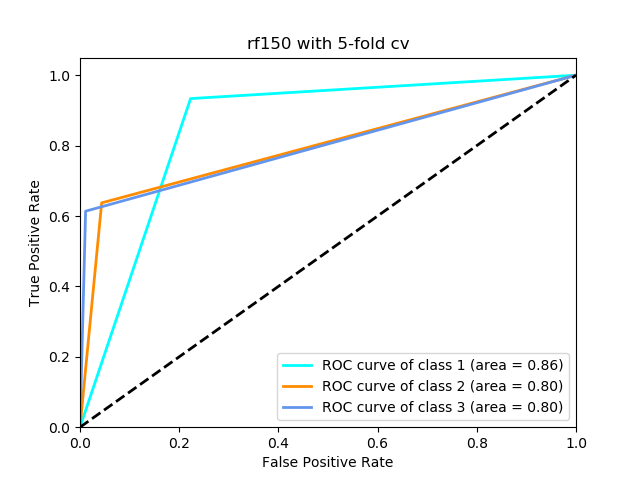 rf150 with 5-fold cv
1.0
0.8
0.6
0.4
0.2
0.0
True Positive Rate
ROC curve of class 1 (area = 0.86)
ROC curve of class 2 (area = 0.80)
ROC curve of class 3 (area = 0.80)
0.0 0.2 0.4 0.6 0.8 1.0
False Positive Rate